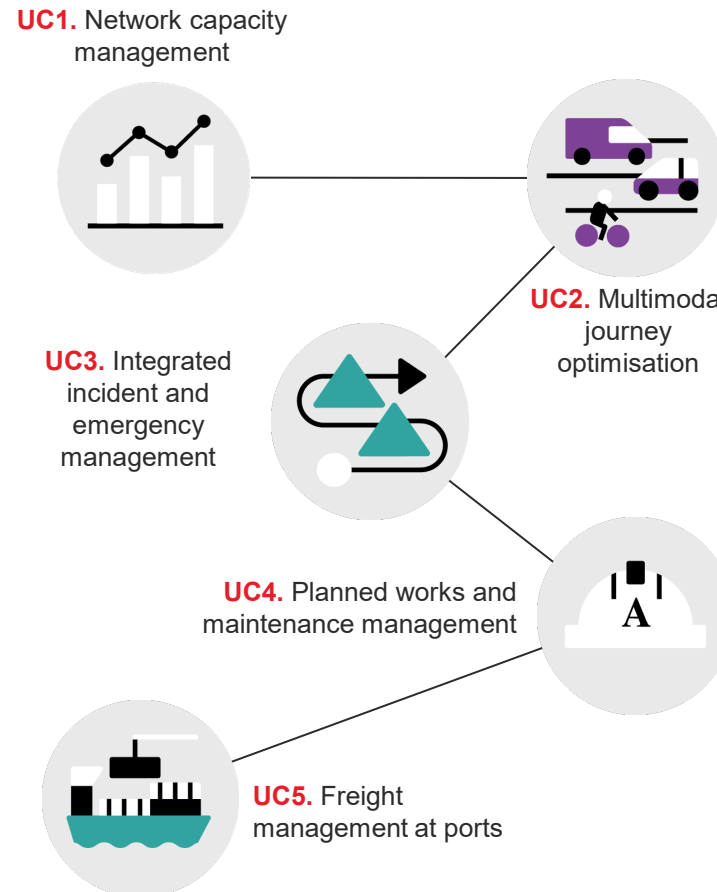 UC1. Network capacity
management
UC2. Multimoda
journey
optimisation
UC3. Integrated
incident and
emergency
management
UC4. Planned works and
maintenance management
A
UC5. Freight
management at ports